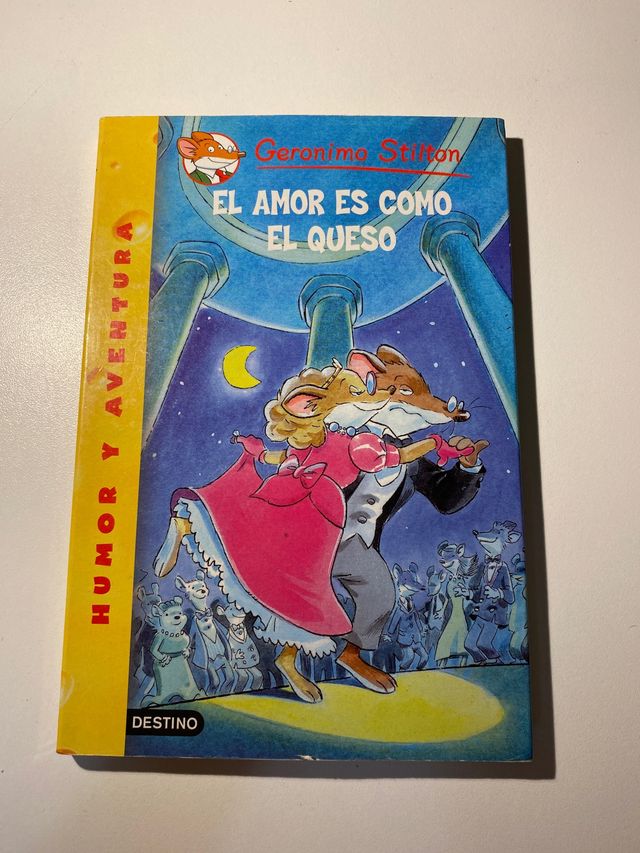 Geronimo Stilton
EL AMOR ES COMO
EL QUESO
HUMOR Y AVENTURA
DESTINO